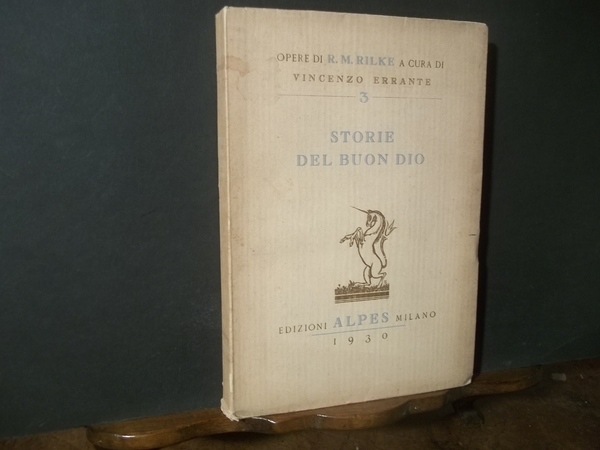 OPERE DI R. M. RILKE A CURA DI
VINCENZO ERRANTE
3
STORIE
DEL BUON DIO
EDIZIONI ALPES MILANO
1930